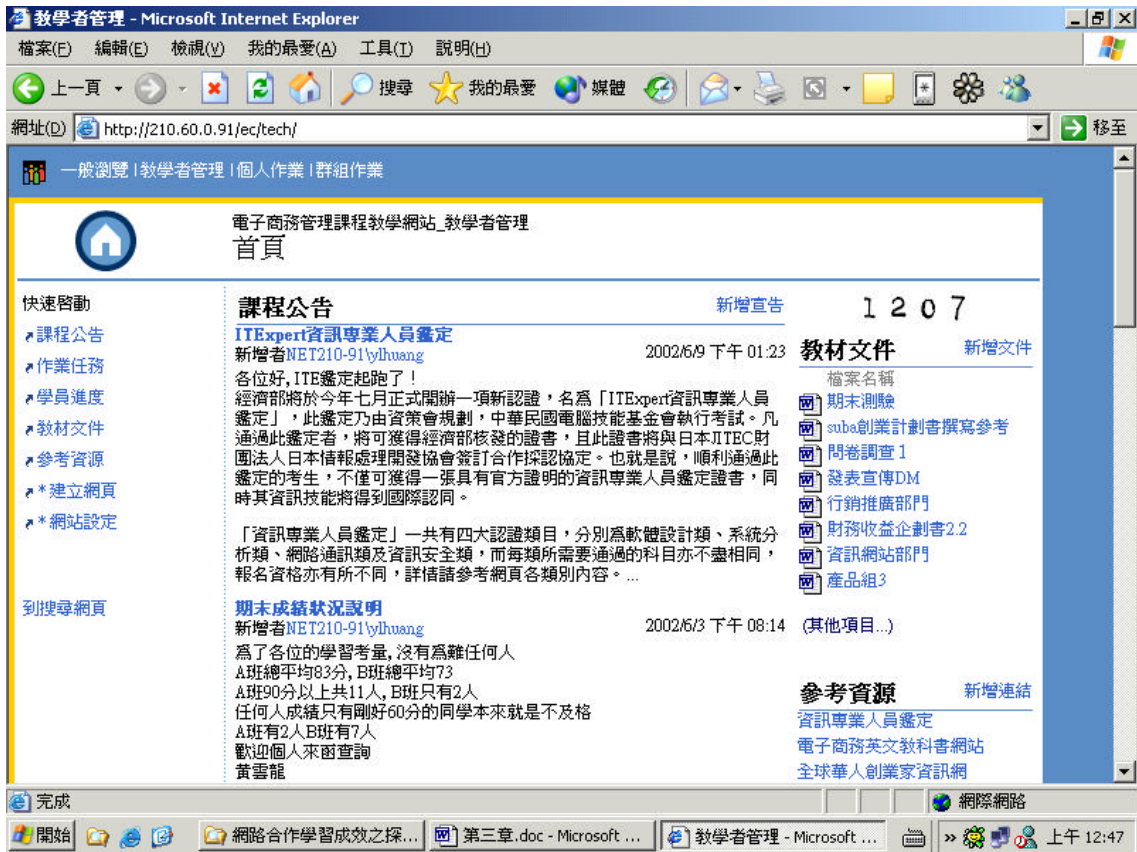 教學者管理 - Microsoft Internet Explorer
檔案(F) 編輯(E) 檢視(V) 我的最愛(A) 工具(T) 說明(H)
上一頁 搜尋 我的最愛 媒體
網址(D) http://210.60.0.91/ec/tech/ 移至
一般瀏覽 | 教學者管理 | 個人作業 | 群組作業
電子商務管理課程教學網站_教學者管理
首頁
快速啓動
課程公告
作業任務
學員進度
教材文件
參考資源
*建立網頁
*網站設定
到搜尋網頁
課程公告 新增宣告
ITExpert資訊專業人員鑑定
新增者NET210-91\ylhuang 2002/6/9 下午 01:23
各位好, ITE鑑定起跑了！
經濟部將於今年七月正式開辦一項新認證，名爲「ITExpert資訊專業人員
鑑定」，此鑑定乃由資策會規劃，中華民國電腦技能基金會執行考試。凡
通過此鑑定者，將可獲得經濟部核發的證書，且此證書將與日本JITEC財
團法人日本情報處理開發協會簽訂合作採認協定。也就是說，順利通過此
鑑定的考生，不僅可獲得一張具有官方證明的資訊專業人員鑑定證書，同
時其資訊技能將得到國際認同。
「資訊專業人員鑑定」一共有四大認證類目，分別爲軟體設計類、系統分
析類、網路通訊類及資訊安全類，而每類所需要通過的科目亦不盡相同，
報名資格亦有所不同，詳情請參考網頁各類別內容。...
期末成績狀況說明
新增者NET210-91\ylhuang 2002/6/3 下午 08:14
爲了各位的學習考量, 沒有爲難任何人
A班總平均83分, B班總平均73
A班90分以上共11人, B班只有2人
任何人成績只有剛好60分的同學本來就是不及格
A班有2人B班有7人
歡迎個人來函查詢
黃雲龍
1207
教材文件 新增文件
檔案名稱
期末測驗
suba創業計劃書撰寫參考
問卷調查1
發表宣傳DM
行銷推廣部門
財務收益企劃書2.2
資訊網站部門
產品組3
(其他項目...)
參考資源 新增連結
資訊專業人員鑑定
電子商務英文教科書網站
全球華人創業家資訊網
完成 網際網路
開始 網路合作學習成效之探... 第三章.doc - Microsoft ... 教學者管理 - Microsoft ... 上午 12:47